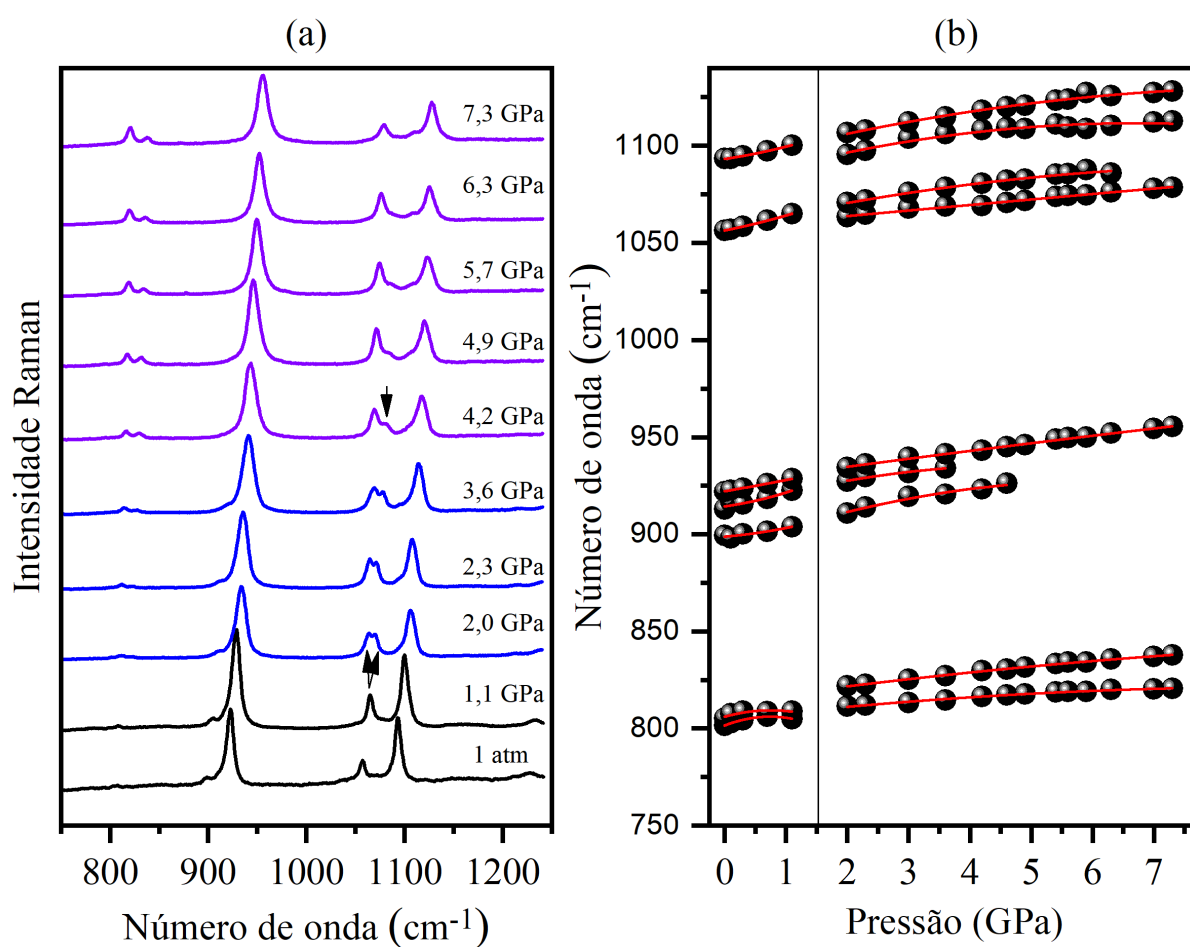 (a)
Intensidade Raman
7,3 GPa
6,3 GPa
5,7 GPa
4,9 GPa
4,2 GPa
3,6 GPa
2,3 GPa
2,0 GPa
1,1 GPa
1 atm
800 900 1000 1100 1200
Número de onda (cm⁻¹)
(b)
Número de onda (cm⁻¹)
1100
1050
1000
950
900
850
800
750
0 1 2 3 4 5 6 7
Pressão (GPa)